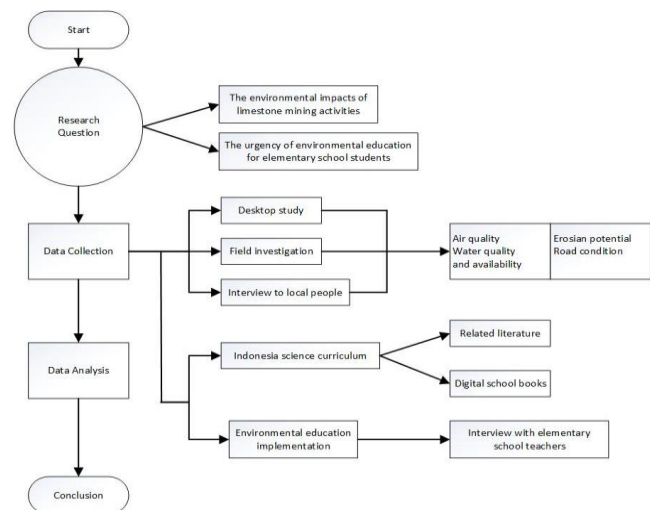 Start
Research
Question
The environmental impacts of
limestone mining activities
The urgency of environmental education
for elementary school students
Data Collection
Desktop study
Field investigation
Interview to local people
Air quality
Water quality
and availability
Erosian potential
Road condition
Indonesia science curriculum
Related literature
Digital school books
Data Analysis
Environmental education
implementation
Interview with elementary
school teachers
Conclusion